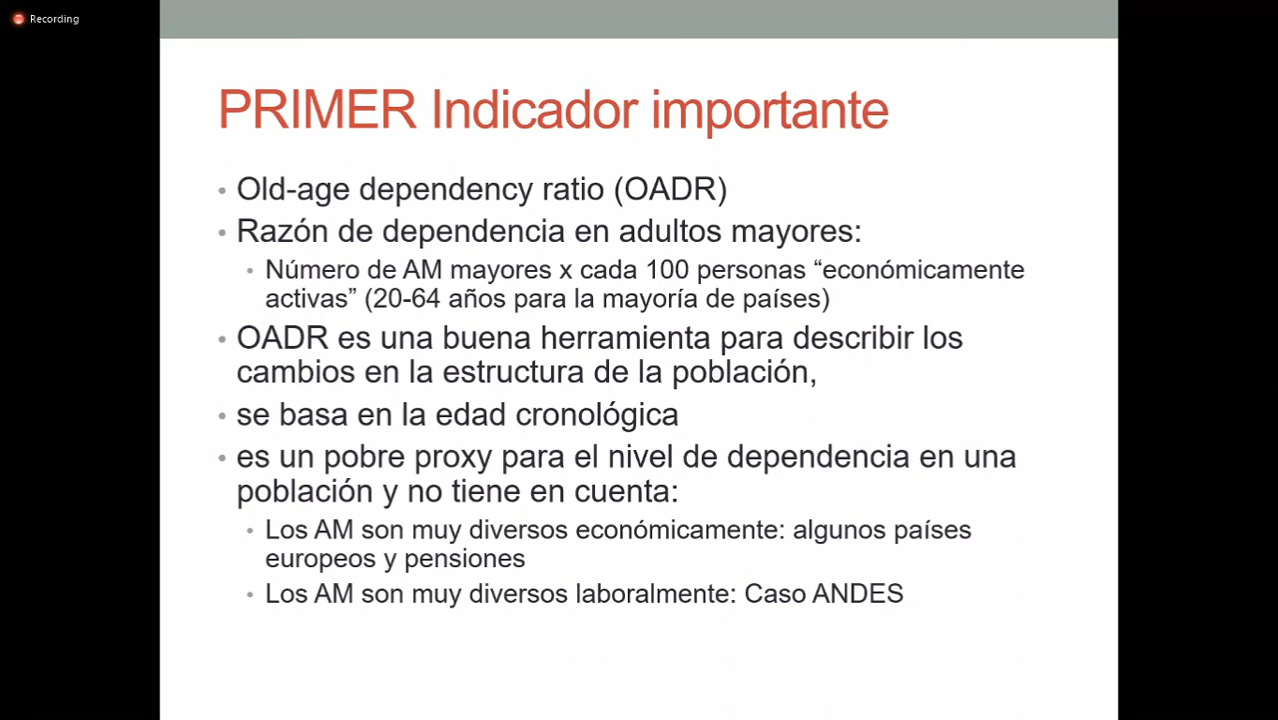 Recording
PRIMER Indicador importante
• Old-age dependency ratio (OADR)
• Razón de dependencia en adultos mayores:
• Número de AM mayores x cada 100 personas “económicamente
activas” (20-64 años para la mayoría de países)
• OADR es una buena herramienta para describir los
cambios en la estructura de la población,
• se basa en la edad cronológica
• es un pobre proxy para el nivel de dependencia en una
población y no tiene en cuenta:
• Los AM son muy diversos económicamente: algunos países
europeos y pensiones
• Los AM son muy diversos laboralmente: Caso ANDES